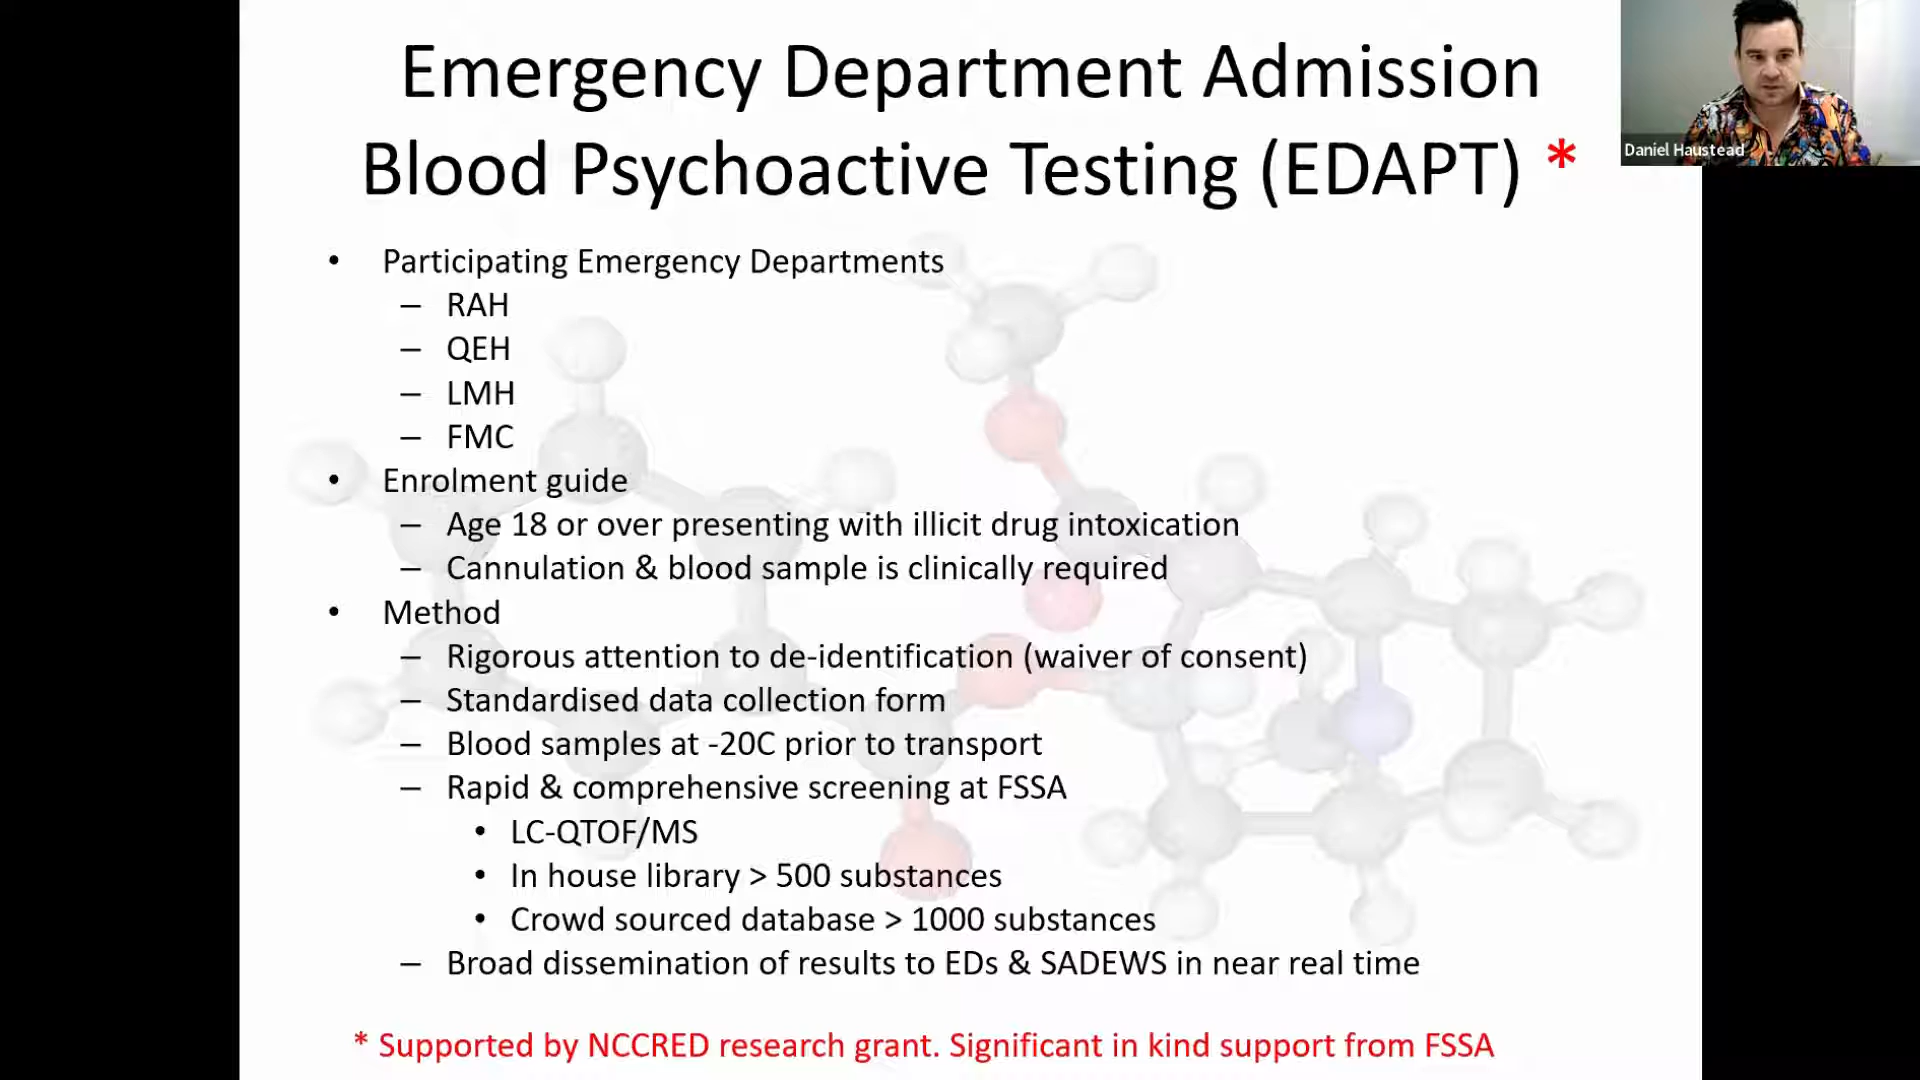 Emergency Department Admission
Blood Psychoactive Testing (EDAPT) *
Daniel Haustead
• Participating Emergency Departments
– RAH
– QEH
– LMH
– FMC
• Enrolment guide
– Age 18 or over presenting with illicit drug intoxication
– Cannulation & blood sample is clinically required
• Method
– Rigorous attention to de-identification (waiver of consent)
– Standardised data collection form
– Blood samples at -20C prior to transport
– Rapid & comprehensive screening at FSSA
• LC-QTOF/MS
• In house library > 500 substances
• Crowd sourced database > 1000 substances
– Broad dissemination of results to EDs & SADEWS in near real time
* Supported by NCCRED research grant. Significant in kind support from FSSA